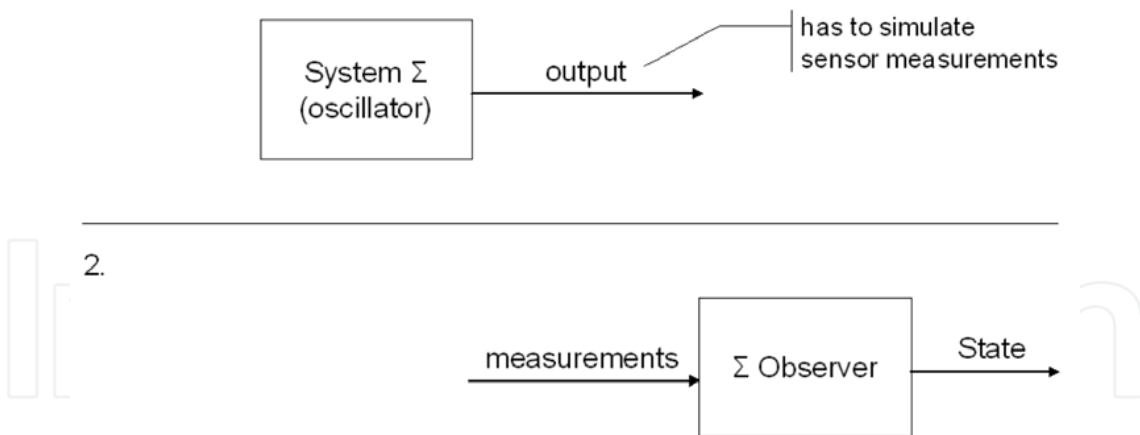 has to simulate
sensor measurements
System Σ
(oscillator)
output
2.
measurements
Σ Observer
State